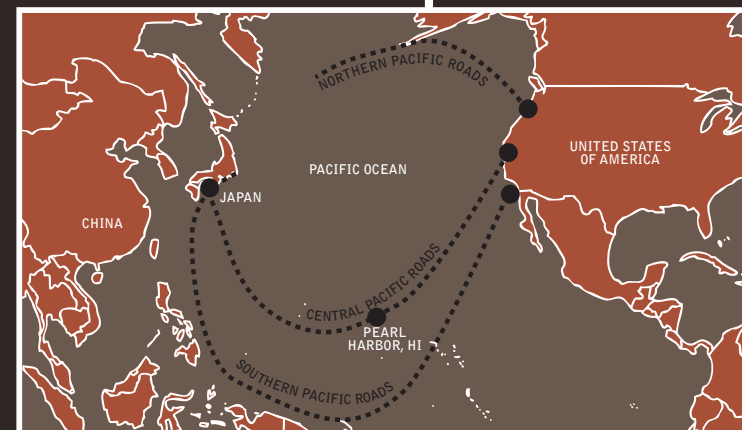 NORTHERN PACIFIC ROADS
UNITED STATES
OF AMERICA
PACIFIC OCEAN
JAPAN
CHINA
CENTRAL PACIFIC ROADS
PEARL
HARBOR, HI
SOUTHERN PACIFIC ROADS